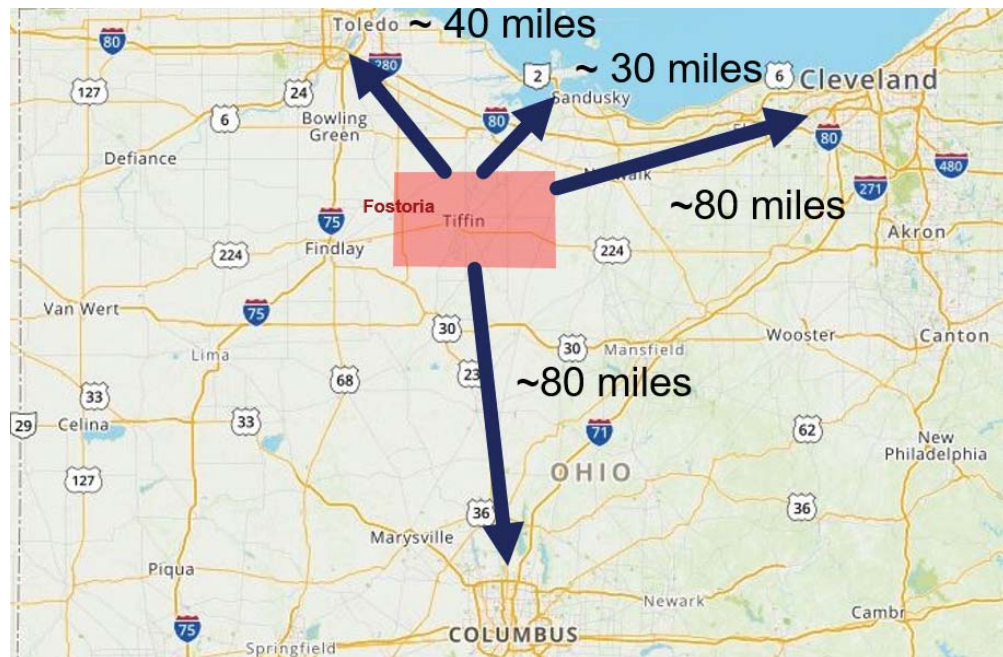 Toledo
~ 40 miles
80
280
2
~ 30 miles
6
Cleveland
127
24
Sandusky
6
Bowling
Green
80
80
480
Defiance
271
Fostoria
Tiffin
~80 miles
75
Akron
224
Findlay
224
Van Wert
75
30
Wooster
Canton
30
Mansfield
Lima
68
23
~80 miles
33
29
Celina
33
71
62
New
Philadelphia
OHIO
127
36
36
Marysville
Piqua
Newark
Cambr
75
Springfield
COLUMBUS